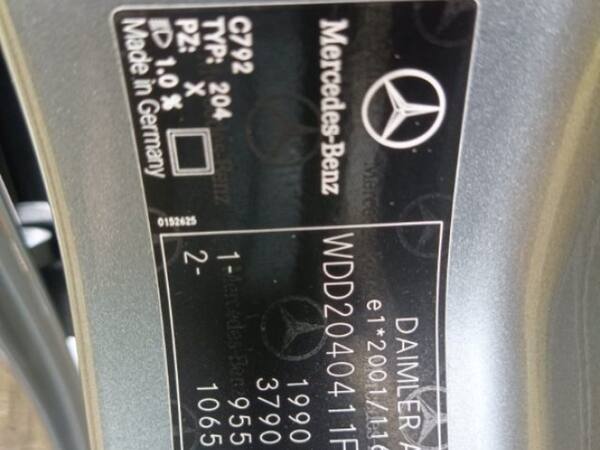 Mercedes-Benz
DAIMLER A
e1*2001/116
WDD2040411F
1990
3790
1- 955
2- 1065
C792
TYP: 204
PZ: X
1.0 %
Made in Germany
0152625